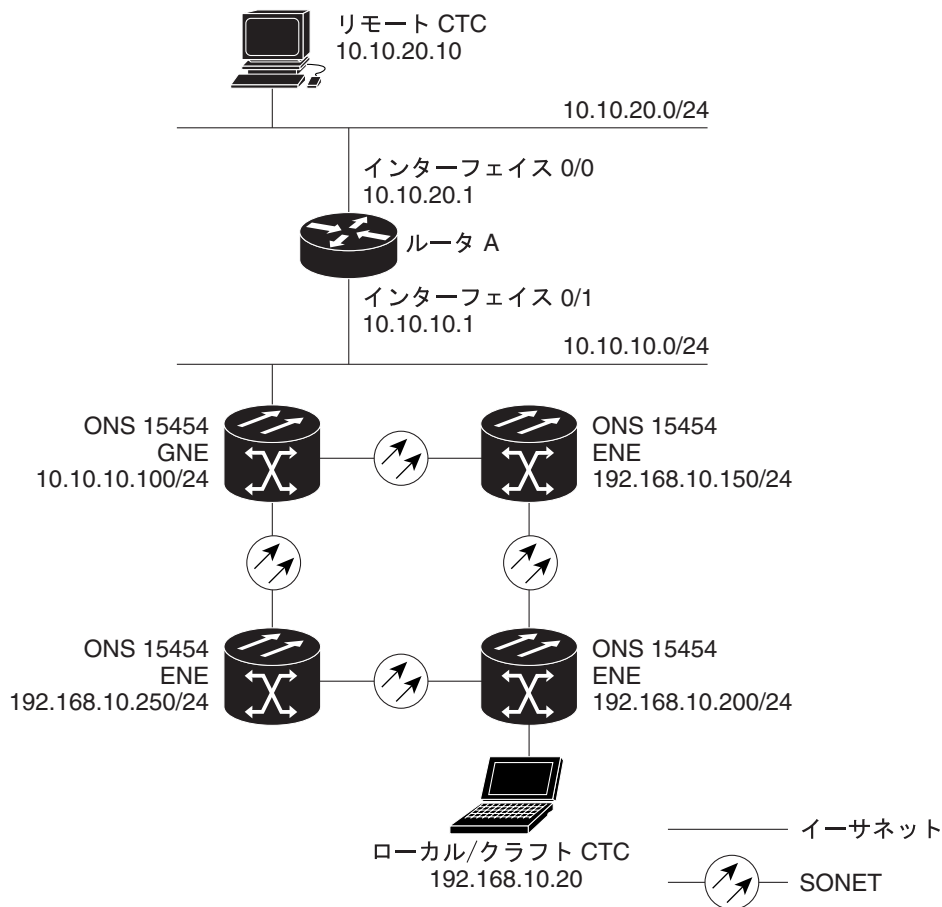 リモート CTC
10.10.20.10
10.10.20.0/24
インターフェイス 0/0
10.10.20.1
ルータ A
インターフェイス 0/1
10.10.10.1
10.10.10.0/24
ONS 15454
GNE
10.10.10.100/24
ONS 15454
ENE
192.168.10.150/24
ONS 15454
ENE
192.168.10.250/24
ONS 15454
ENE
192.168.10.200/24
ローカル/クラフト CTC
192.168.10.20
イーサネット
SONET